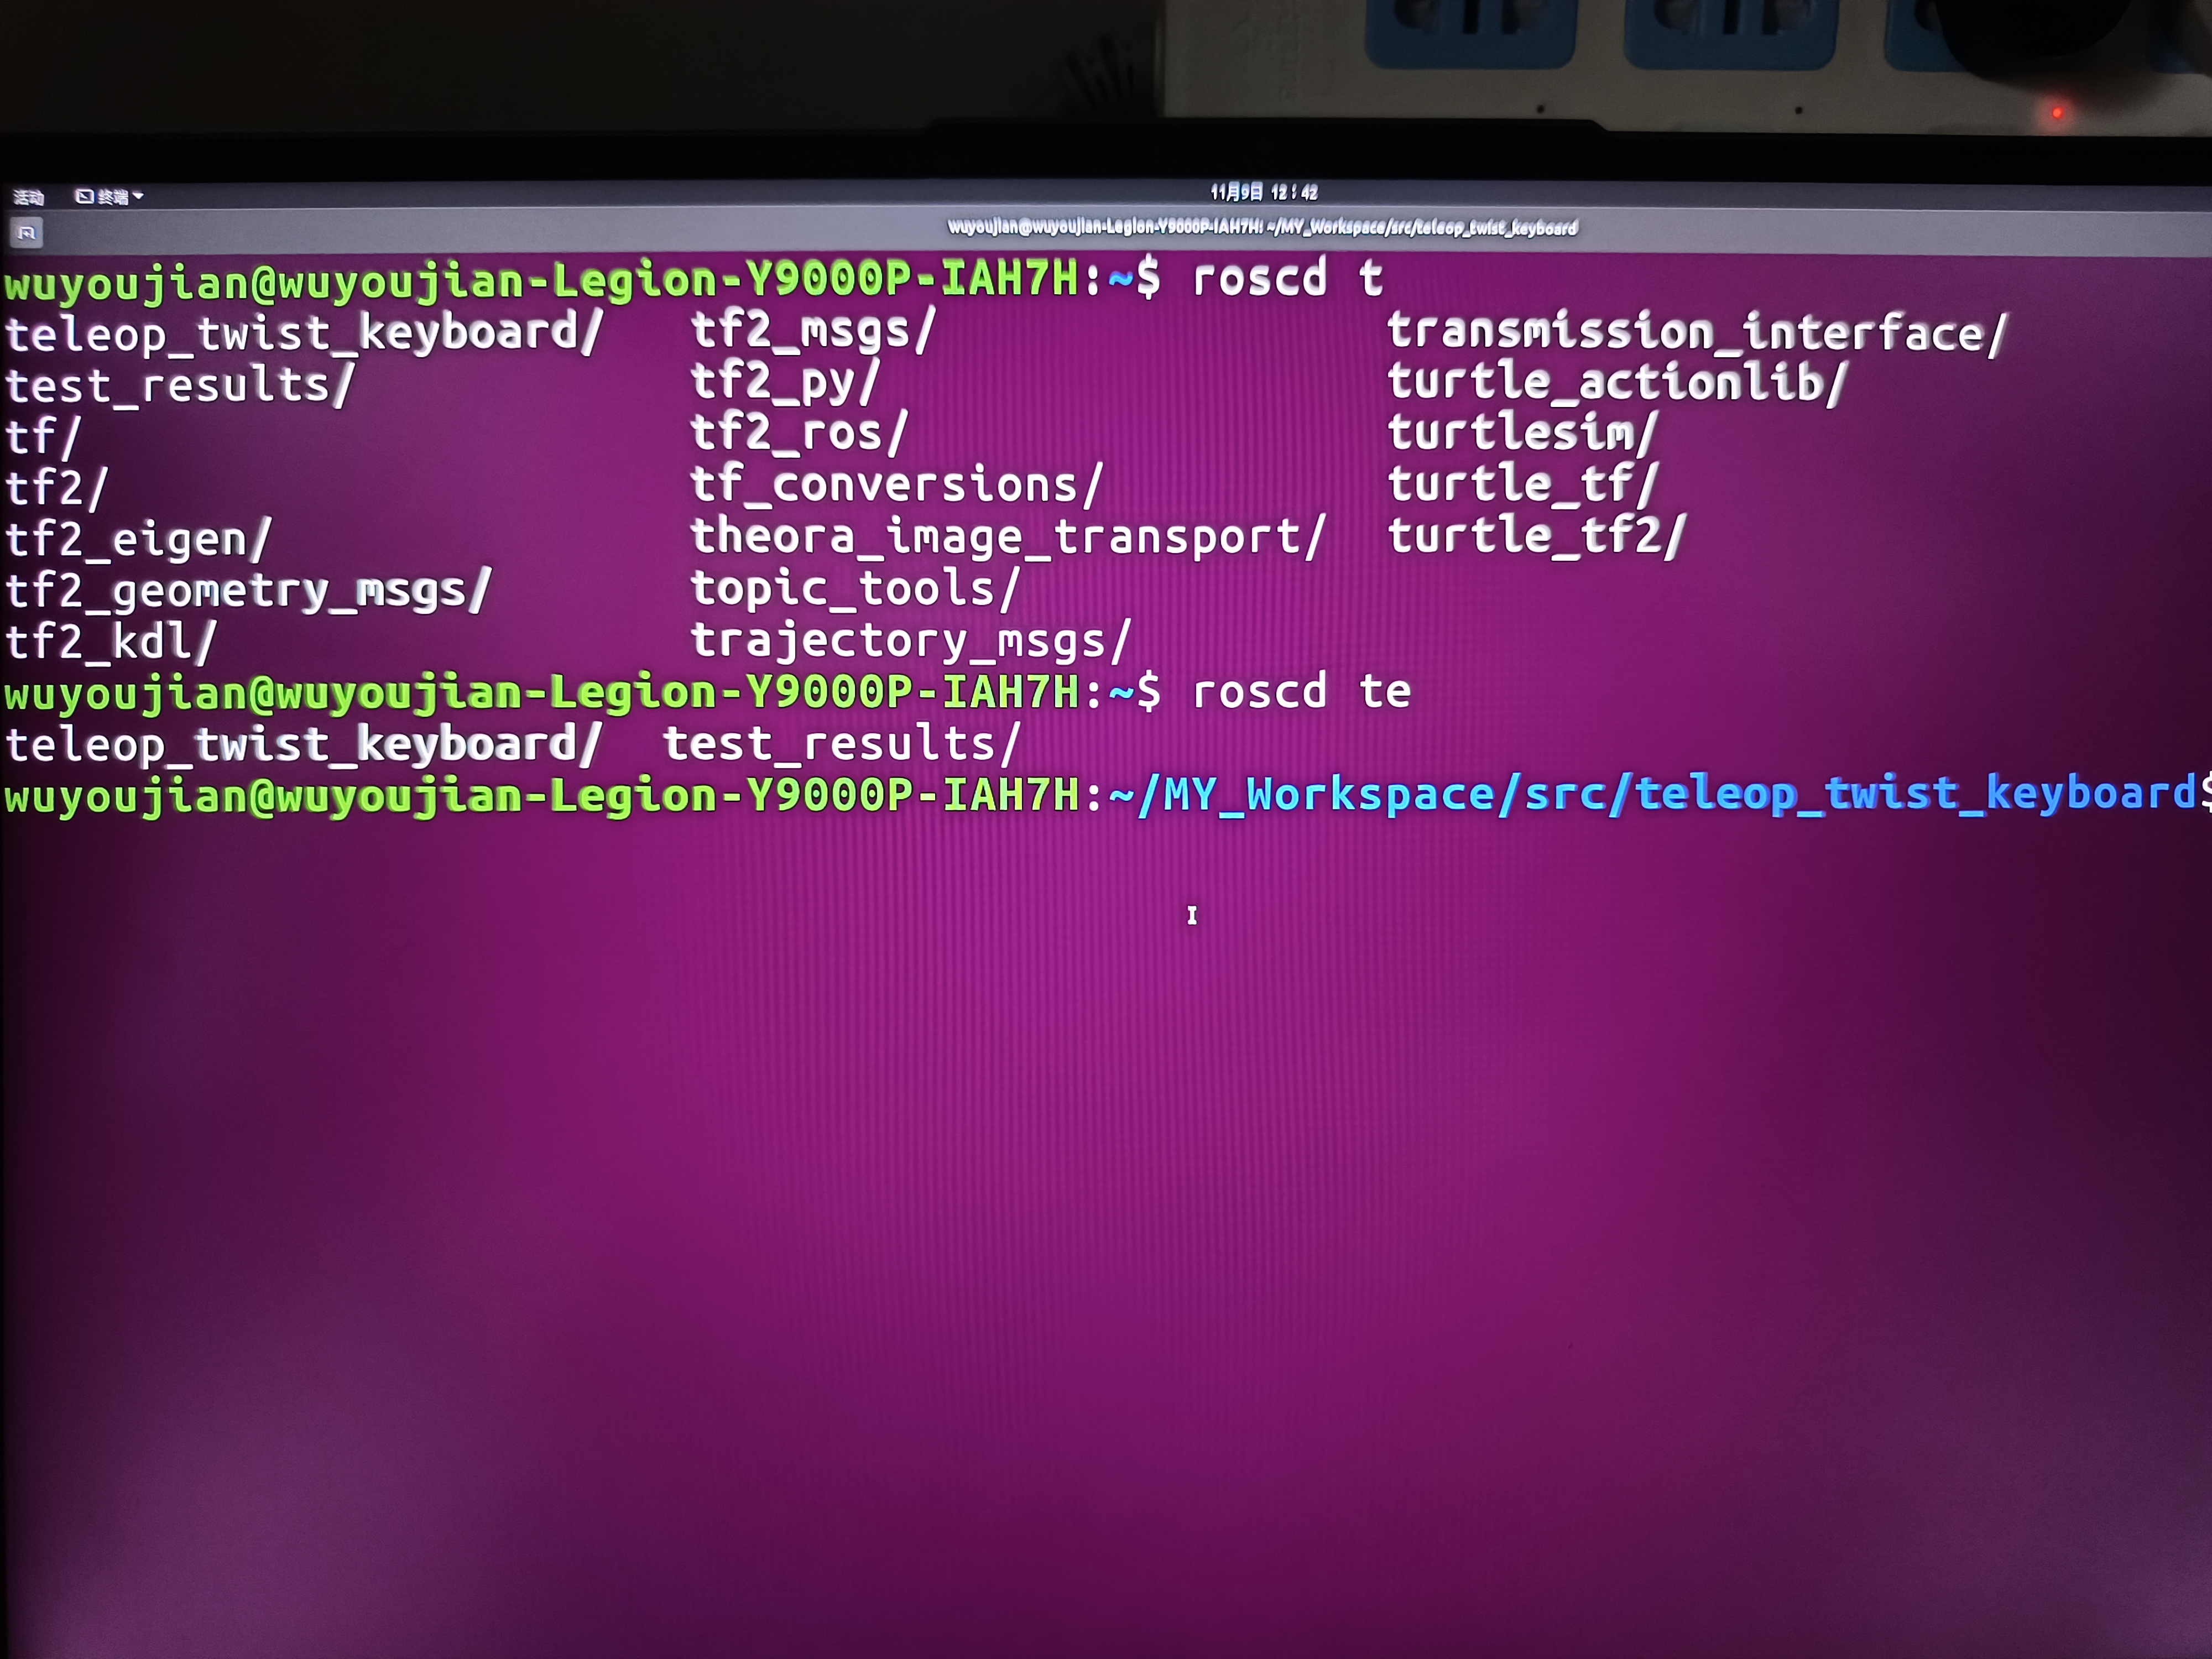 活动 终端 11月9日 12:42
wuyoujian@wuyoujian-Legion-Y9000P-IAH7H: ~/MY_Workspace/src/teleop_twist_keyboard
wuyoujian@wuyoujian-Legion-Y9000P-IAH7H:~$ roscd t
teleop_twist_keyboard/ tf2_msgs/ transmission_interface/
test_results/ tf2_py/ turtle_actionlib/
tf/ tf2_ros/ turtlesim/
tf2/ tf_conversions/ turtle_tf/
tf2_eigen/ theora_image_transport/ turtle_tf2/
tf2_geometry_msgs/ topic_tools/
tf2_kdl/ trajectory_msgs/
wuyoujian@wuyoujian-Legion-Y9000P-IAH7H:~$ roscd te
teleop_twist_keyboard/ test_results/
wuyoujian@wuyoujian-Legion-Y9000P-IAH7H:~/MY_Workspace/src/teleop_twist_keyboard$